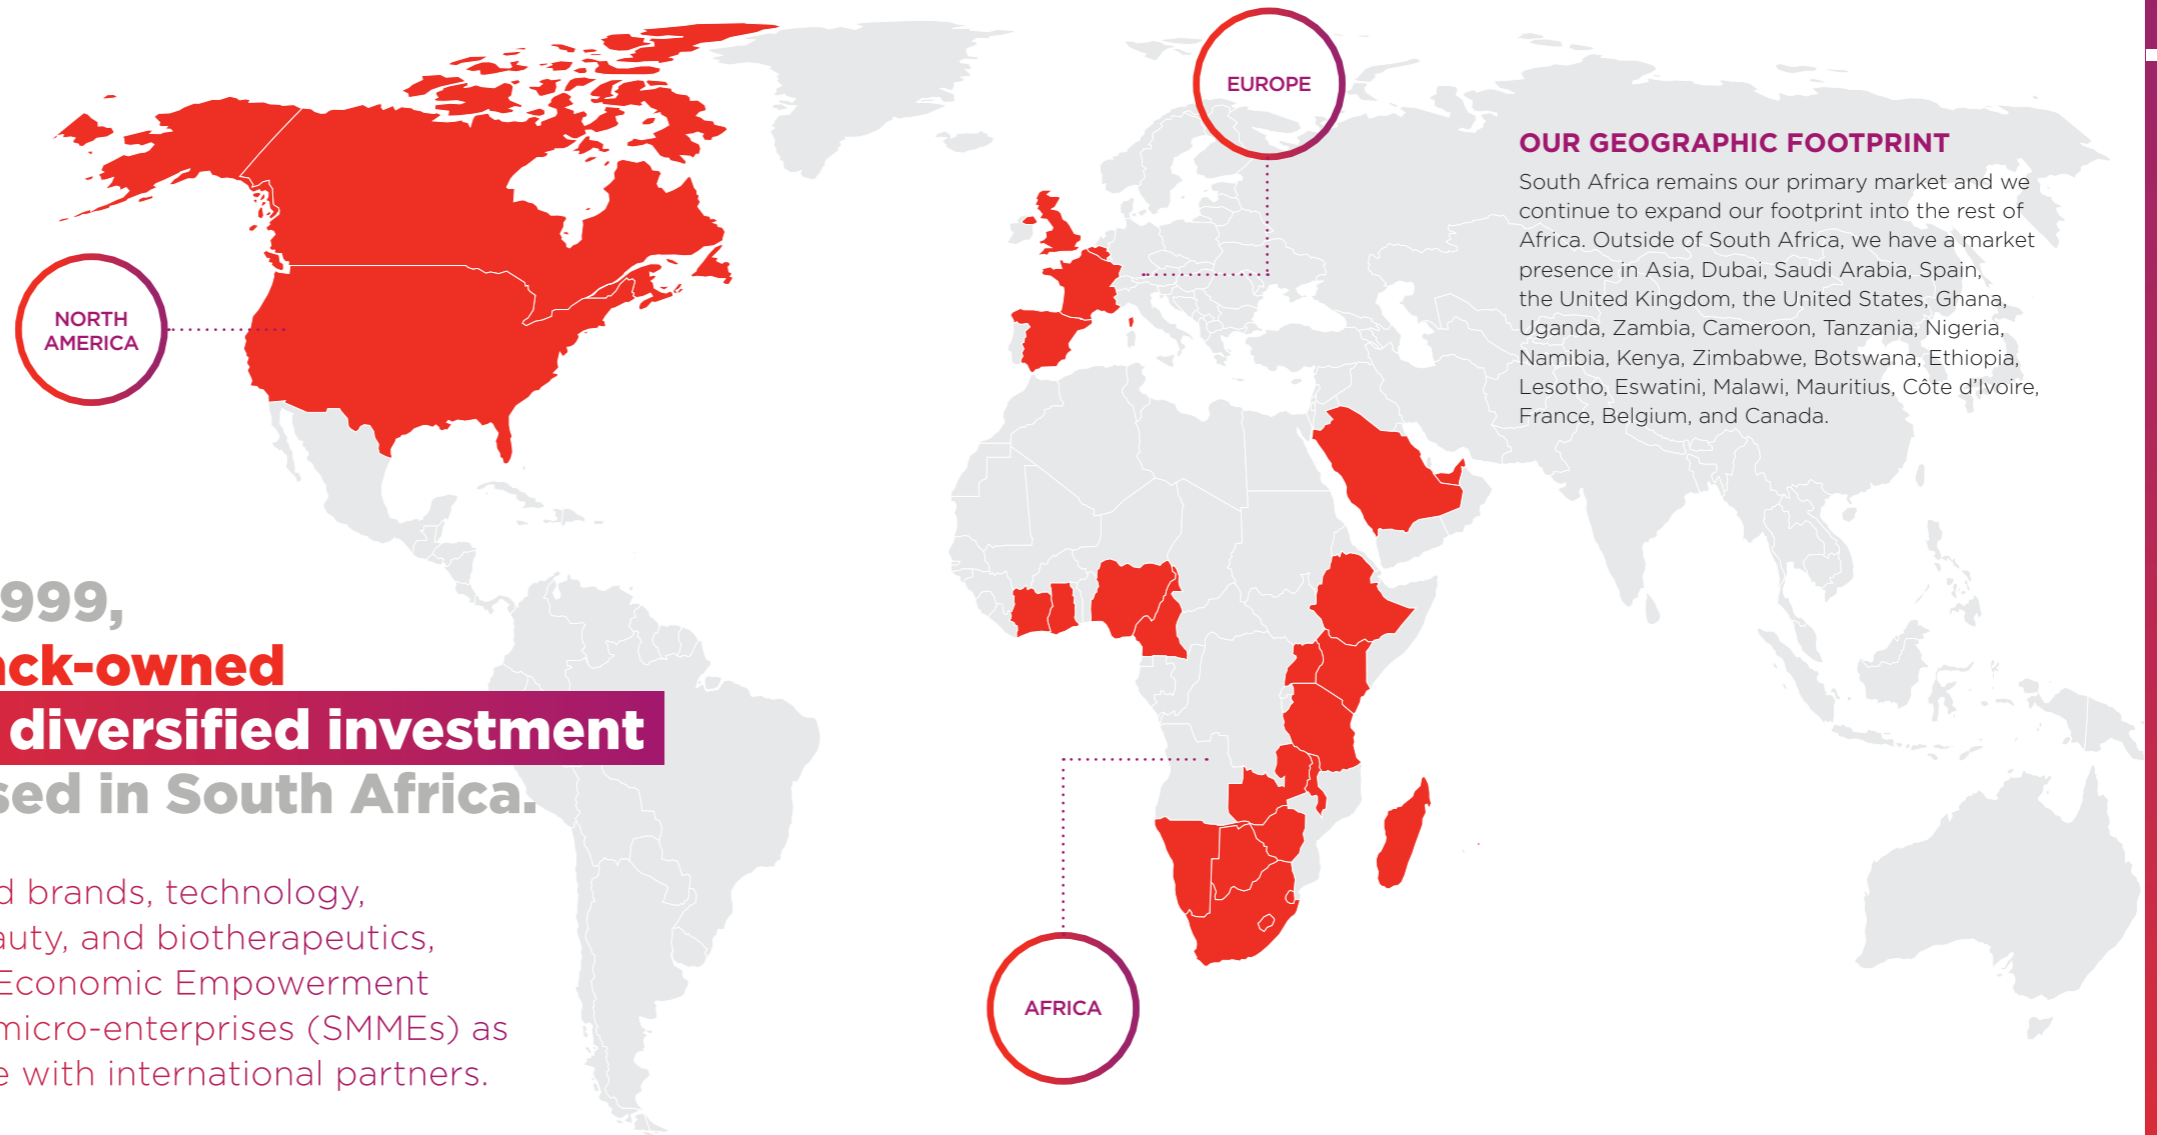 EUROPE
NORTH
AMERICA
OUR GEOGRAPHIC FOOTPRINT
South Africa remains our primary market and we
continue to expand our footprint into the rest of
Africa. Outside of South Africa, we have a market
presence in Asia, Dubai, Saudi Arabia, Spain,
the United Kingdom, the United States, Ghana,
Uganda, Zambia, Cameroon, Tanzania, Nigeria,
Namibia, Kenya, Zimbabwe, Botswana, Ethiopia,
Lesotho, Eswatini, Malawi, Mauritius, Côte d’Ivoire,
France, Belgium, and Canada.
999,
ack-owned
diversified investment
sed in South Africa.
d brands, technology,
auty, and biotherapeutics,
Economic Empowerment
micro-enterprises (SMMEs) as
e with international partners.
AFRICA